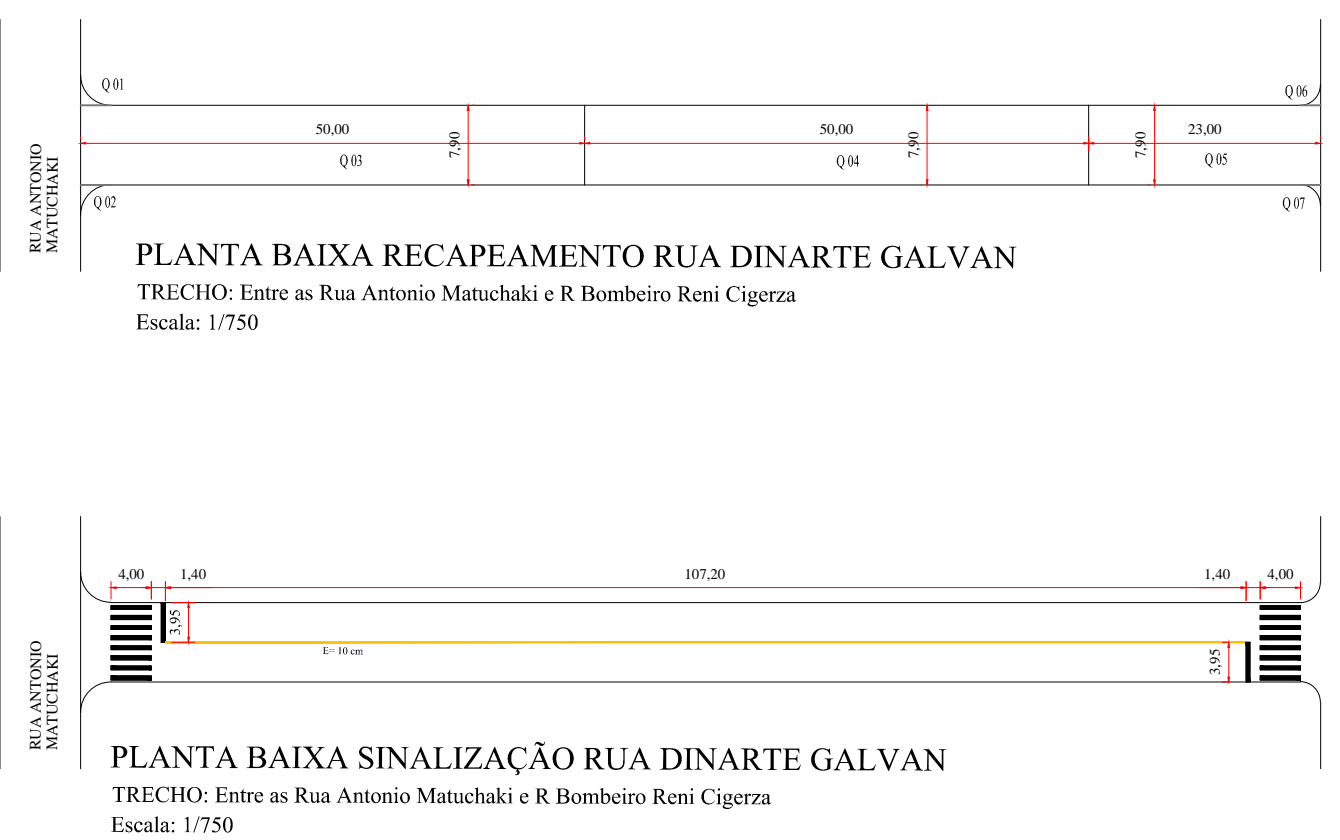 Q 01
Q 06
50,00
50,00
23,00
7,90
7,90
7,90
Q 03
Q 04
Q 05
RUA ANTONIO
MATUCHAKI
Q 02
Q 07
PLANTA BAIXA RECAPEAMENTO RUA DINARTE GALVAN
TRECHO: Entre as Rua Antonio Matuchaki e R Bombeiro Reni Cigerza
Escala: 1/750
4,00
1,40
107,20
1,40
4,00
3,95
E= 10 cm
3,95
RUA ANTONIO
MATUCHAKI
PLANTA BAIXA SINALIZAÇÃO RUA DINARTE GALVAN
TRECHO: Entre as Rua Antonio Matuchaki e R Bombeiro Reni Cigerza
Escala: 1/750